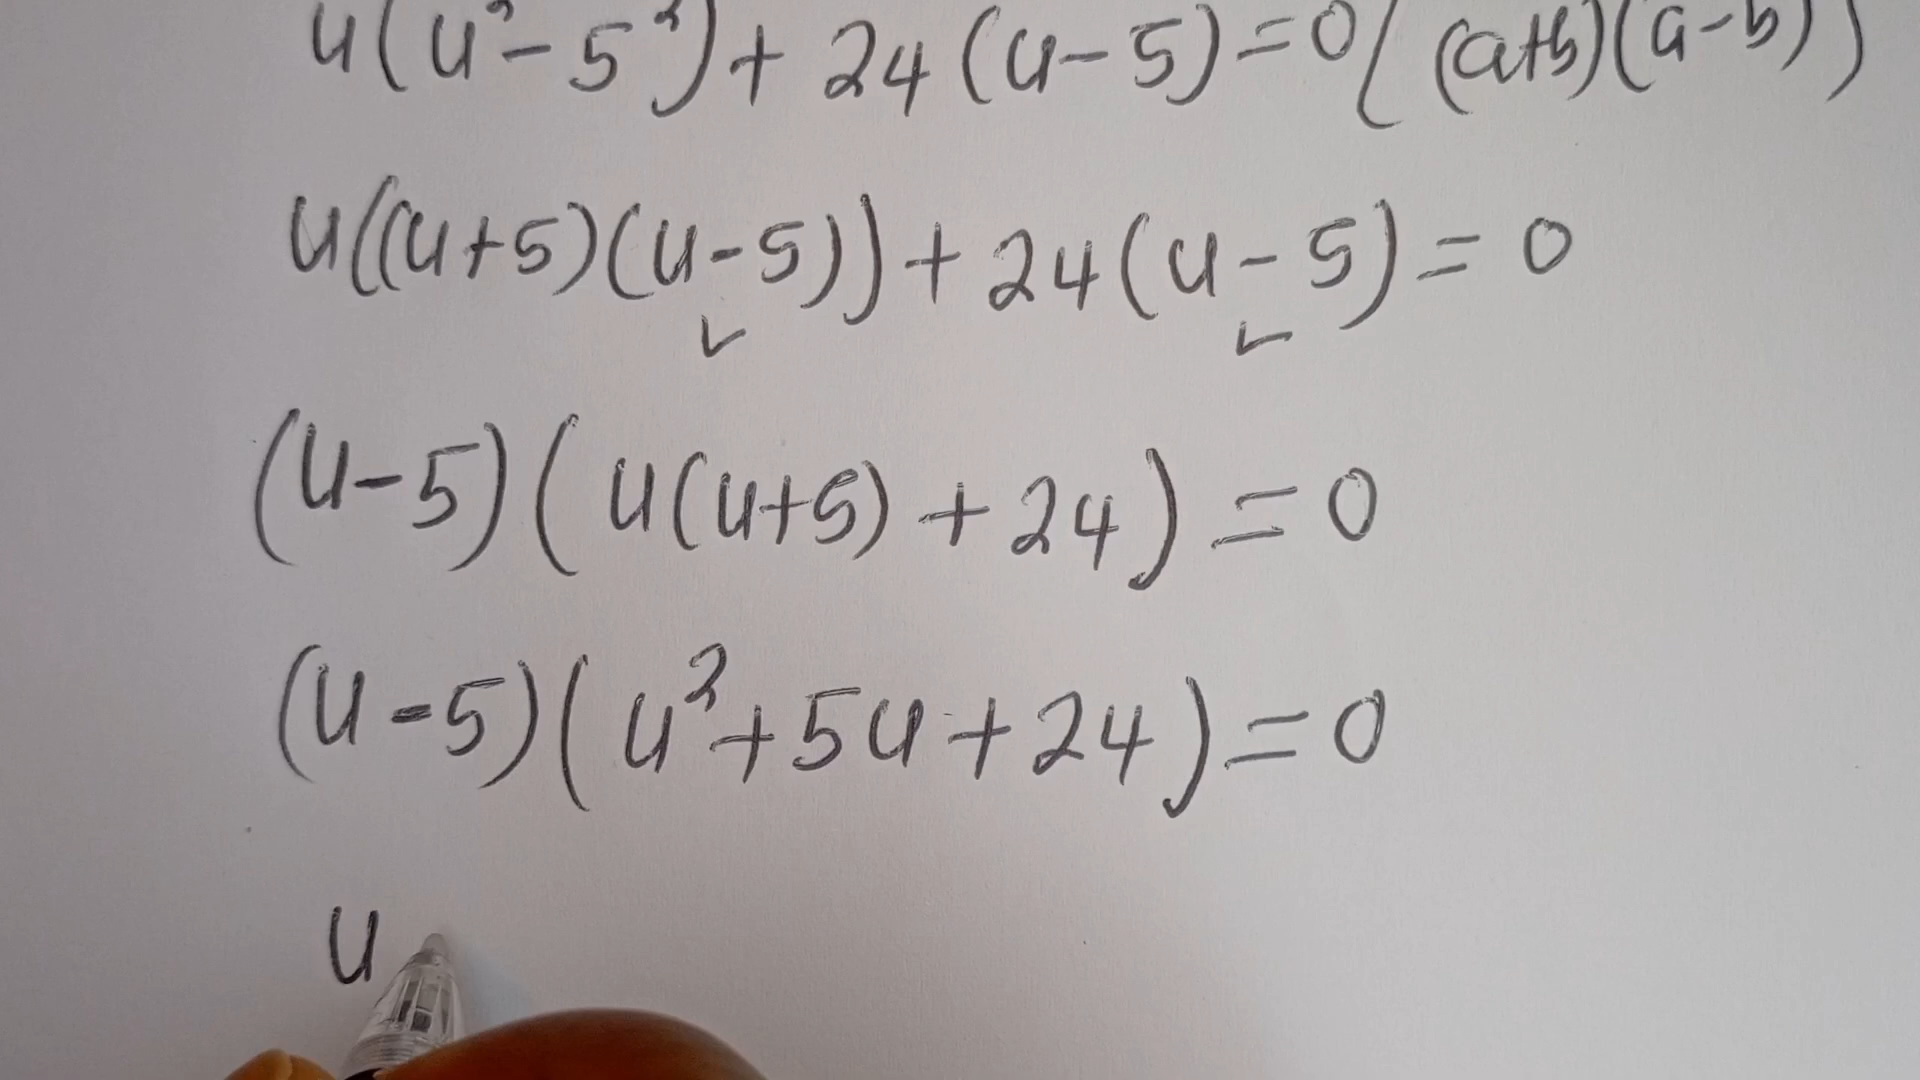 u(u²-5²)+24(u-5)=0((a+b)(a-b))
u((u+5)(u-5))+24(u-5)=0
(u-5)(u(u+5)+24)=0
(u-5)(u²+5u+24)=0
u